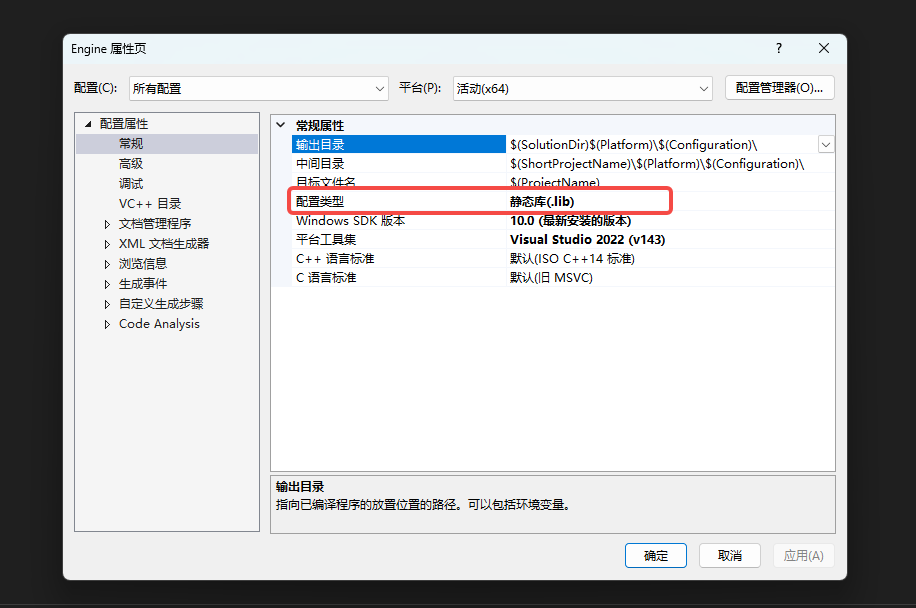 Engine 属性页
?
配置(C): 所有配置 平台(P): 活动(x64) 配置管理器(O)...
配置属性
常规
高级
调试
VC++ 目录
文档管理程序
XML 文档生成器
浏览信息
生成事件
自定义生成步骤
Code Analysis
常规属性
输出目录 $(SolutionDir)$(Platform)\$(Configuration)\
中间目录 $(ShortProjectName)\$(Platform)\$(Configuration)\
目标文件名 $(ProjectName)
配置类型 静态库(.lib)
Windows SDK 版本 10.0 (最新安装的版本)
平台工具集 Visual Studio 2022 (v143)
C++ 语言标准 默认(ISO C++14 标准)
C 语言标准 默认(旧 MSVC)
输出目录
指向已编译程序的放置位置的路径。可以包括环境变量。
确定 取消 应用(A)